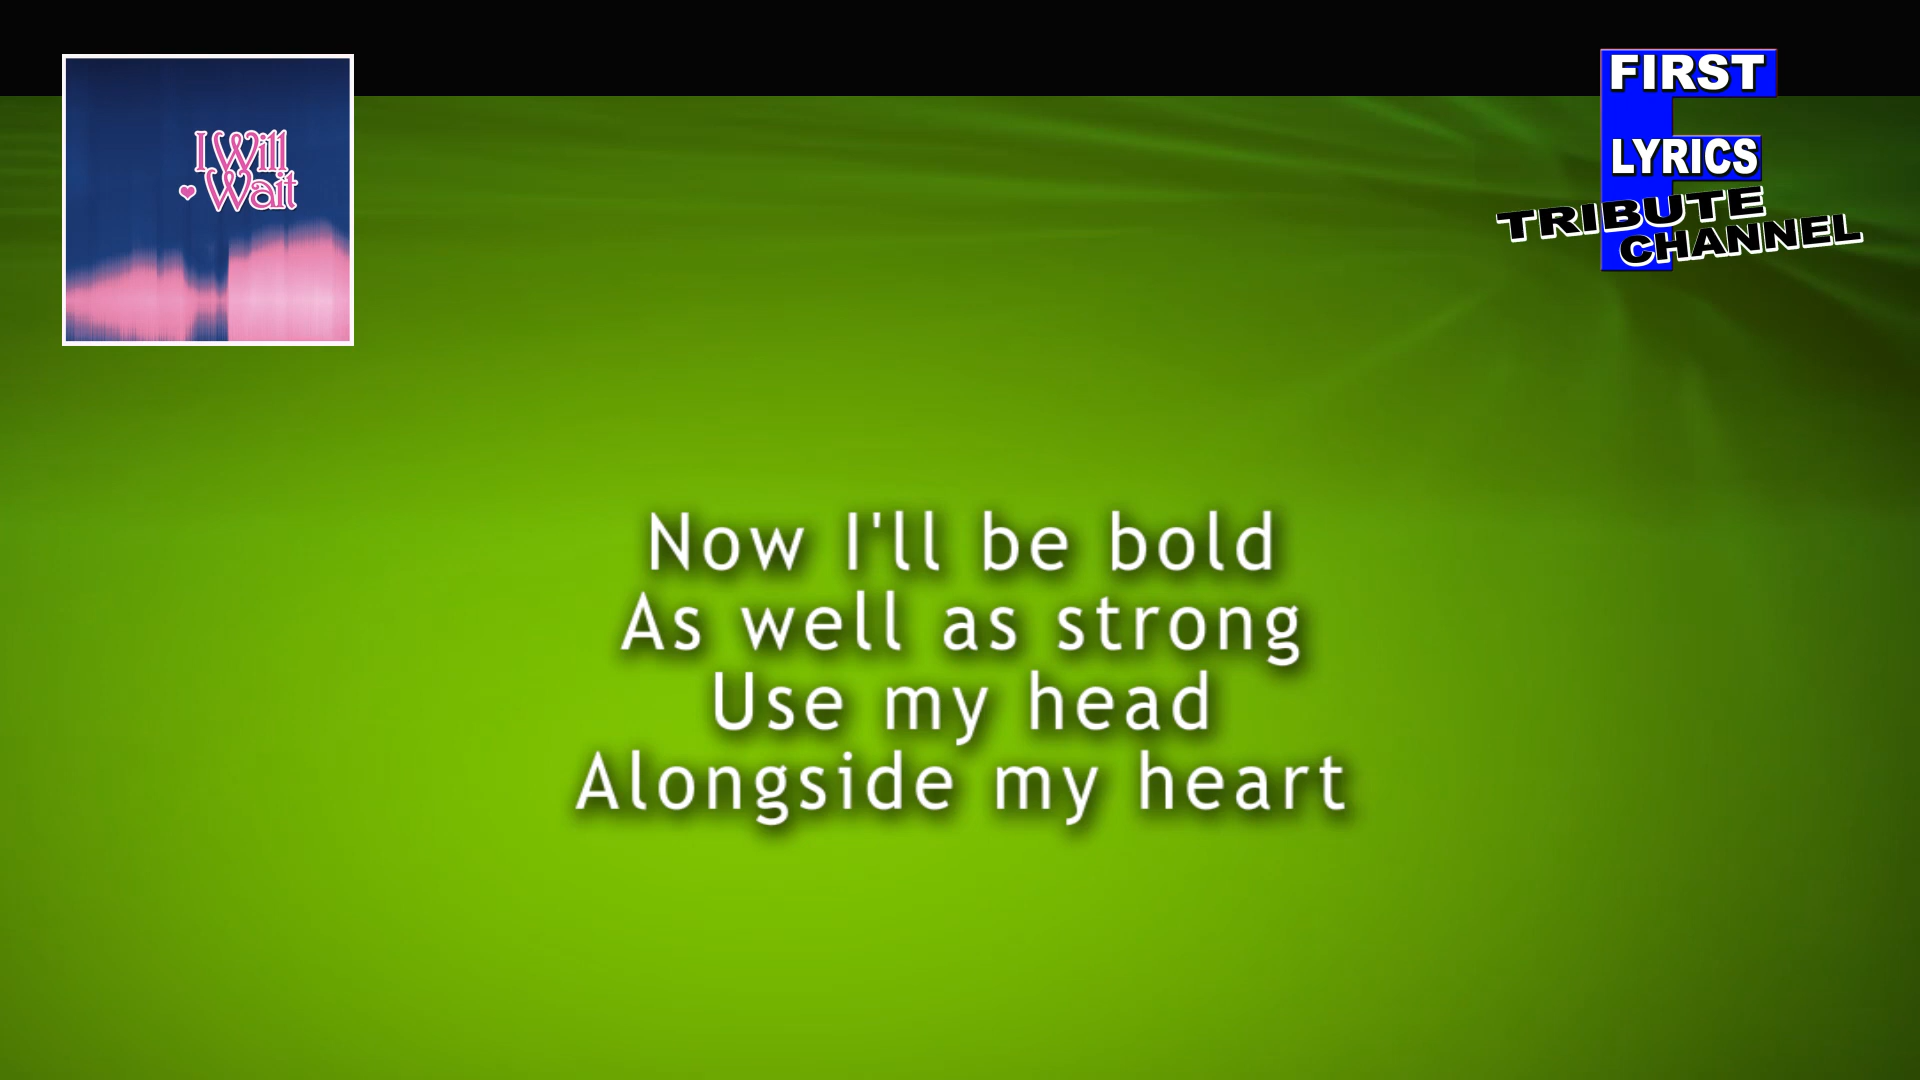 I Will
Wait
FIRST
LYRICS
TRIBUTE
CHANNEL
Now I'll be bold
As well as strong
Use my head
Alongside my heart